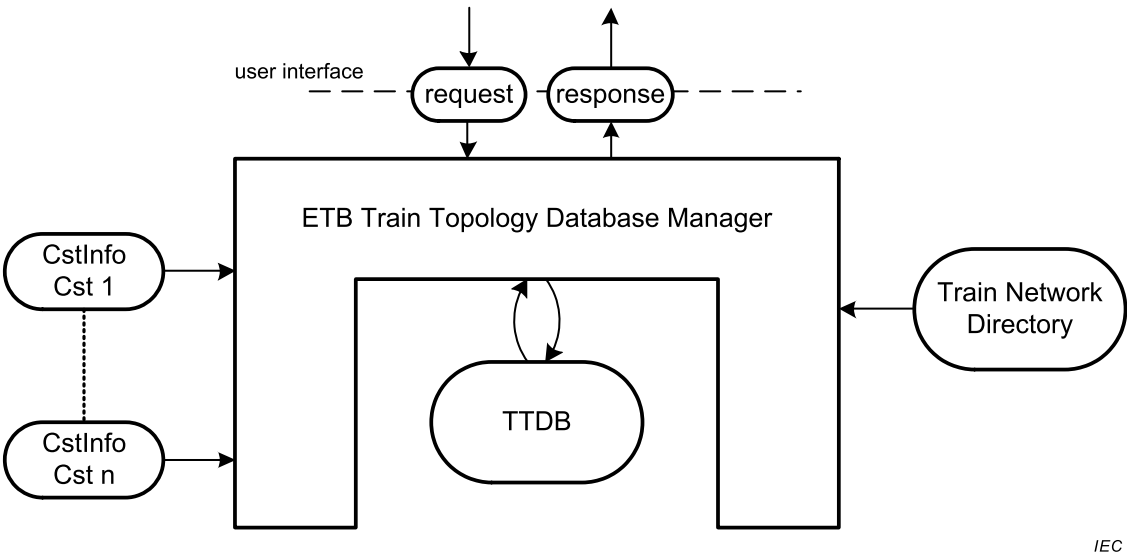 user interface
request
response
ETB Train Topology Database Manager
CstInfo
Cst 1
Train Network
Directory
TTDB
CstInfo
Cst n
IEC